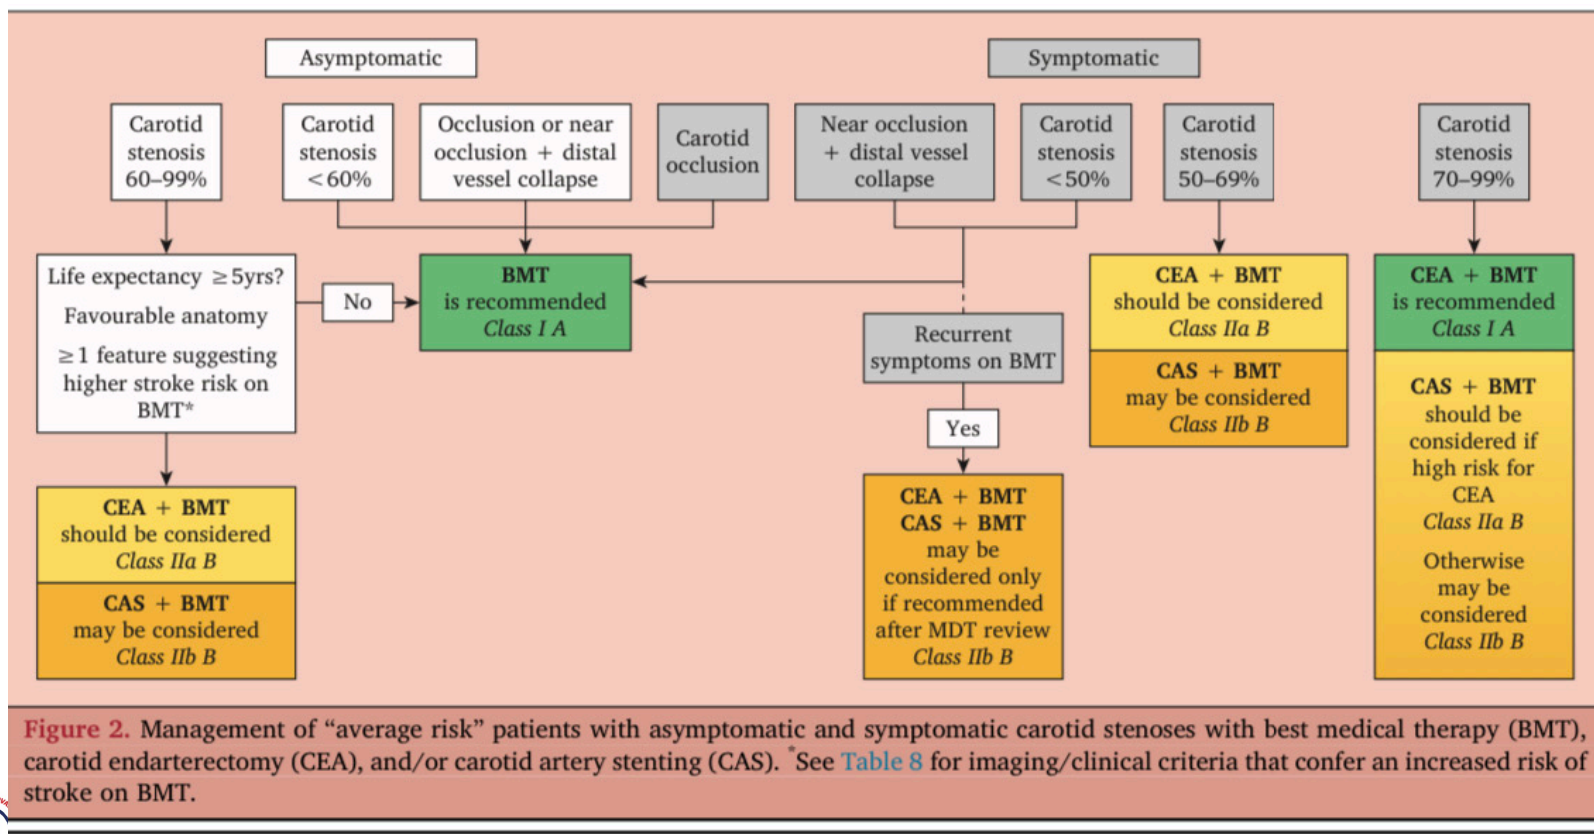 Asymptomatic
Symptomatic
Carotid
stenosis
60–99%
Carotid
stenosis
<60%
Occlusion or near
occlusion + distal
vessel collapse
Carotid
occlusion
Near occlusion
+ distal vessel
collapse
Carotid
stenosis
<50%
Carotid
stenosis
50–69%
Carotid
stenosis
70–99%
Life expectancy ≥5yrs?
Favourable anatomy
≥1 feature suggesting
higher stroke risk on
BMT*
No
BMT
is recommended
Class I A
CEA + BMT
should be considered
Class IIa B
CAS + BMT
may be considered
Class IIb B
Recurrent
symptoms on BMT
Yes
CEA + BMT
CAS + BMT
may be
considered only
if recommended
after MDT review
Class IIb B
CEA + BMT
should be considered
Class IIa B
CAS + BMT
may be considered
Class IIb B
CEA + BMT
is recommended
Class I A
CAS + BMT
should be
considered if
high risk for
CEA
Class IIa B
Otherwise
may be
considered
Class IIb B
Figure 2. Management of “average risk” patients with asymptomatic and symptomatic carotid stenoses with best medical therapy (BMT),
carotid endarterectomy (CEA), and/or carotid artery stenting (CAS). *See Table 8 for imaging/clinical criteria that confer an increased risk of
stroke on BMT.